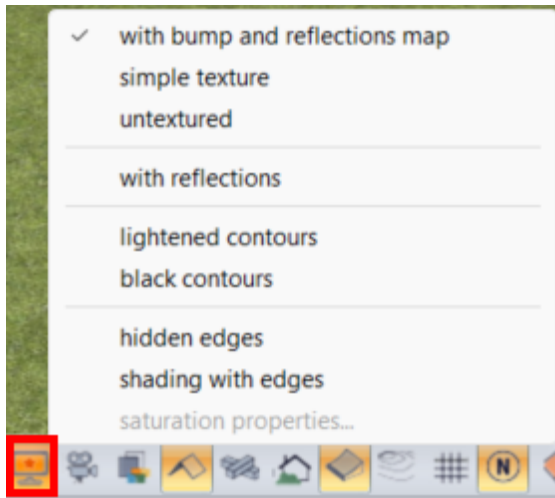 with bump and reflections map
simple texture
untextured
with reflections
lightened contours
black contours
hidden edges
shading with edges
saturation properties...
N